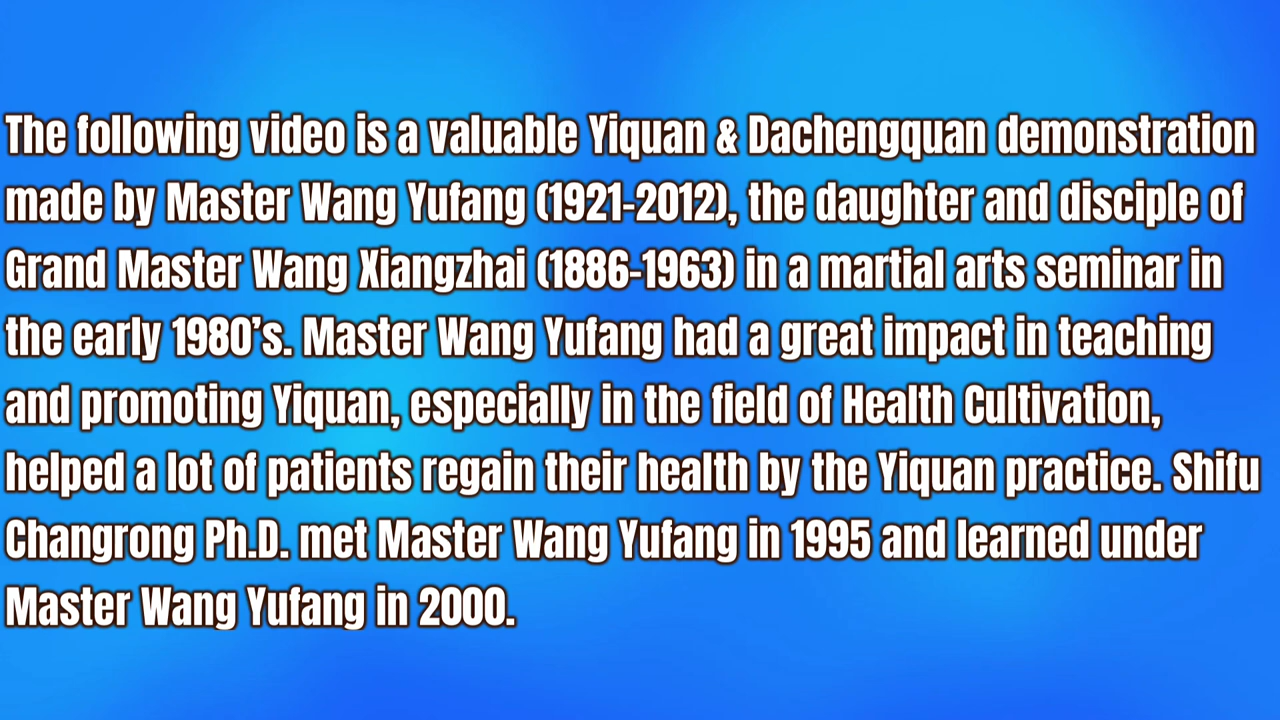 The following video is a valuable Yiquan & Dachengquan demonstration
made by Master Wang Yufang (1921-2012), the daughter and disciple of
Grand Master Wang Xiangzhai (1886-1963) in a martial arts seminar in
the early 1980’s. Master Wang Yufang had a great impact in teaching
and promoting Yiquan, especially in the field of Health Cultivation,
helped a lot of patients regain their health by the Yiquan practice. Shifu
Changrong Ph.D. met Master Wang Yufang in 1995 and learned under
Master Wang Yufang in 2000.